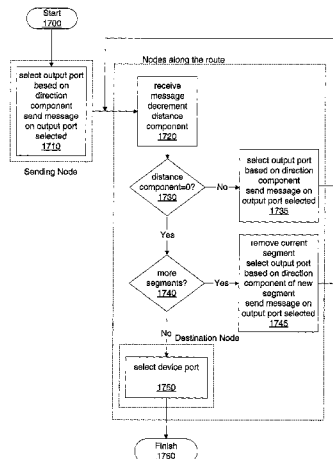 Start
1700
Nodes along the route
select output port
based on
direction
component
send message
on output port
selected
1710
Sending Node
receive
message
decrement
distance
component
1720
distance
component=0?
1730
No
select output port
based on direction
component
send message on
output port selected
1735
Yes
more
segments?
1740
Yes
remove current
segment
select output port
based on direction
component of new
segment
send message on
output port selected
1745
No
Destination Node
select device port
1750
Finish
1760